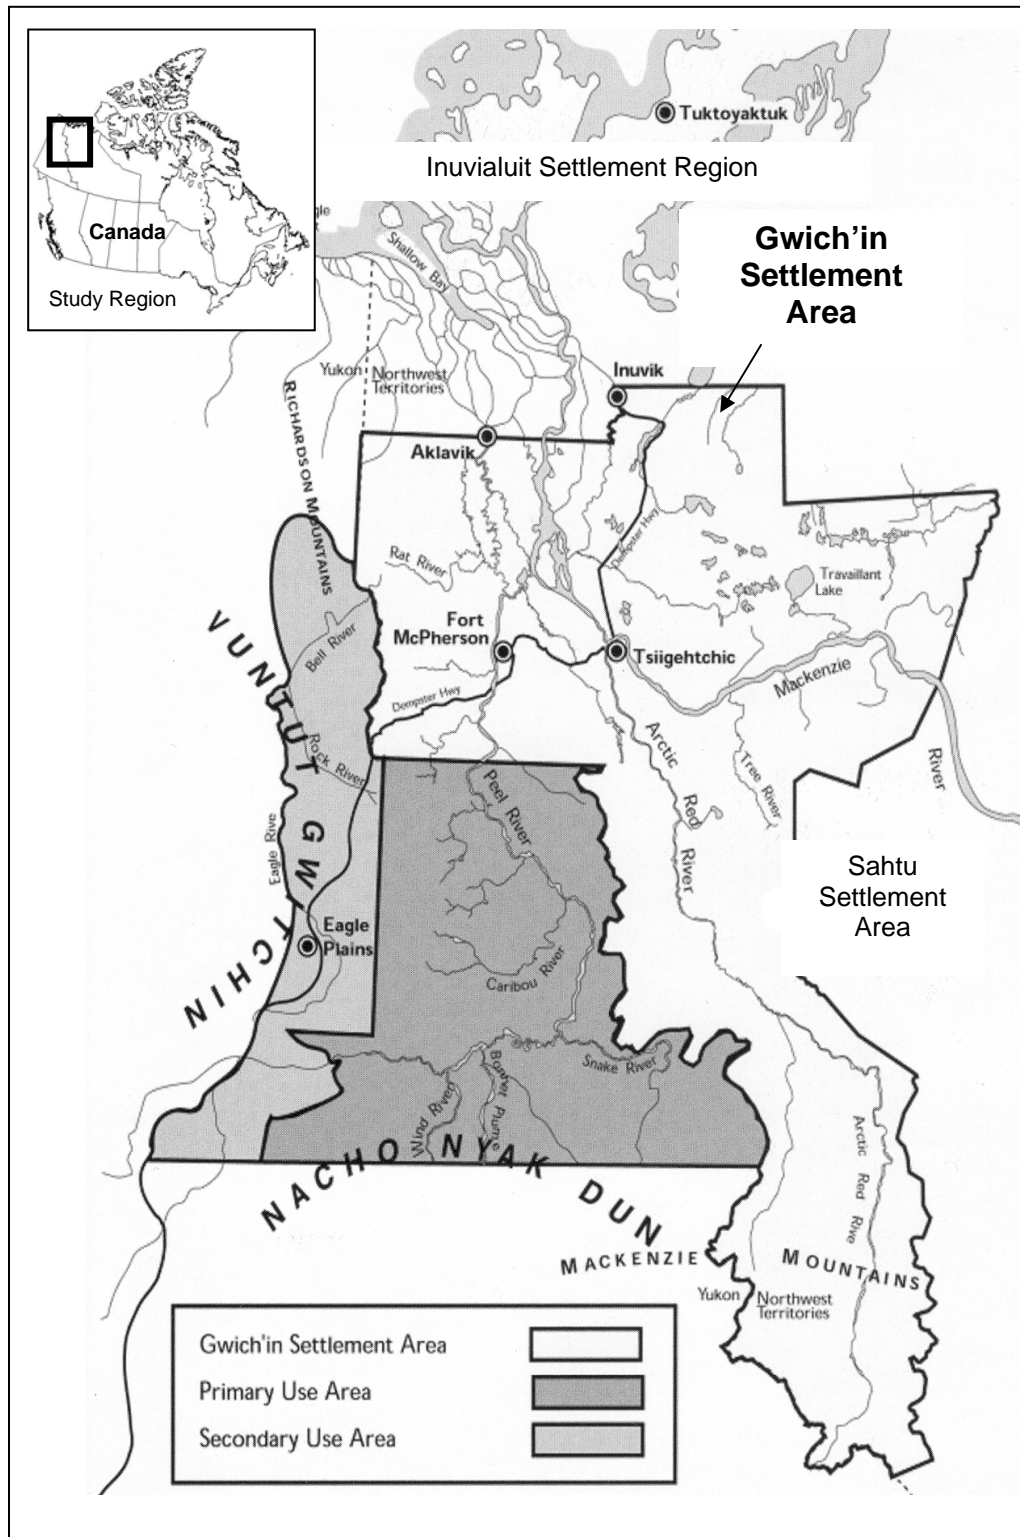 Canada
Study Region
Tuktoyaktuk
Inuvialuit Settlement Region
gle
Shallow Bay
Gwich'in
Settlement
Area
Yukon
Northwest
Territories
Inuvik
Aklavik
RICHARDSON MOUNTAINS
Dempster Hwy
Rat River
Travaillant
Lake
Fort
McPherson
Tsiigehtchic
Bell River
Mackenzie
River
Dempster Hwy
VUNTUT GWTCHIN
Rock River
Peel River
Arctic Red River
Tree River
Eagle Rive
Sahtu
Settlement
Area
Eagle
Plains
Caribou River
Snake River
Wind River
Bonnet Plume
NACHO NYAK DUN
Arctic Red Rive
MACKENZIE
MOUNTAINS
Yukon
Northwest
Territories
Gwich'in Settlement Area
Primary Use Area
Secondary Use Area